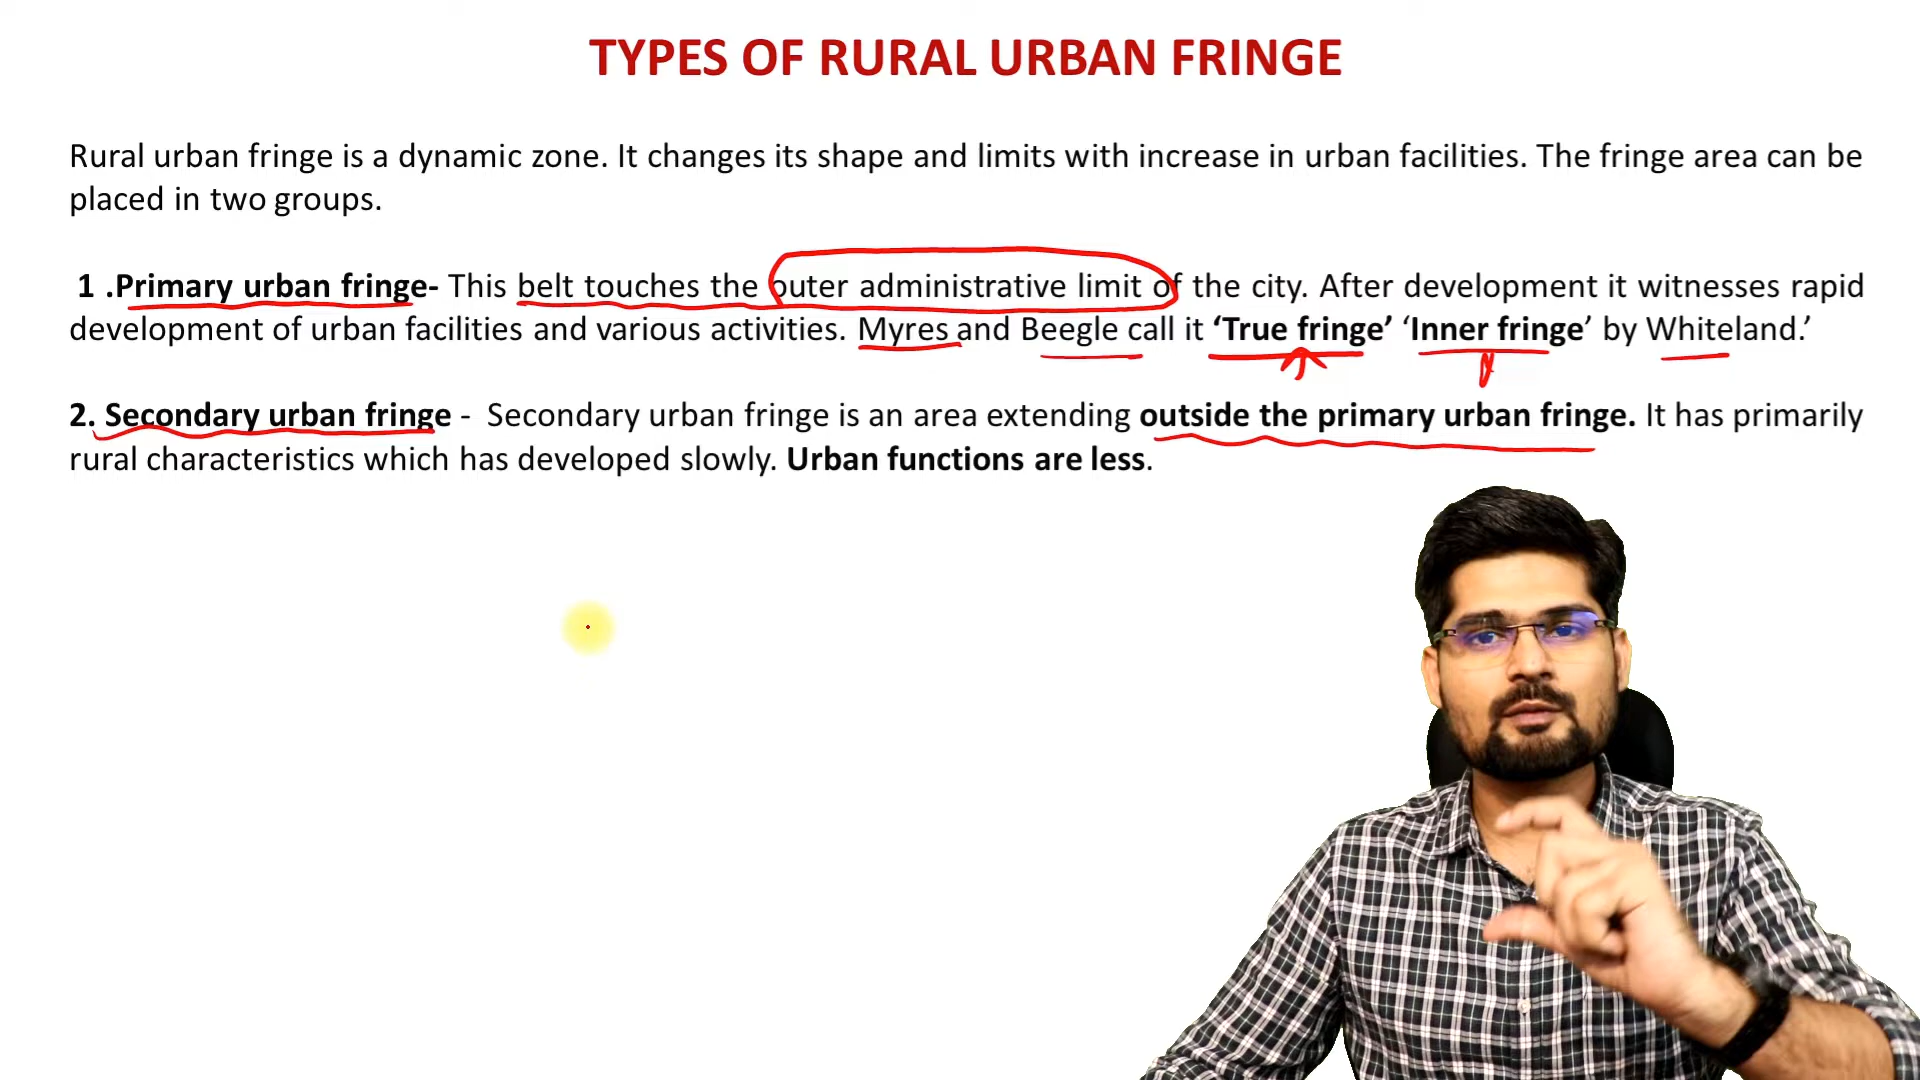 TYPES OF RURAL URBAN FRINGE
Rural urban fringe is a dynamic zone. It changes its shape and limits with increase in urban facilities. The fringe area can be
placed in two groups.
1 .Primary urban fringe- This belt touches the outer administrative limit of the city. After development it witnesses rapid
development of urban facilities and various activities. Myres and Beegle call it ‘True fringe’ ‘Inner fringe’ by Whiteland.’
2. Secondary urban fringe - Secondary urban fringe is an area extending outside the primary urban fringe. It has primarily
rural characteristics which has developed slowly. Urban functions are less.